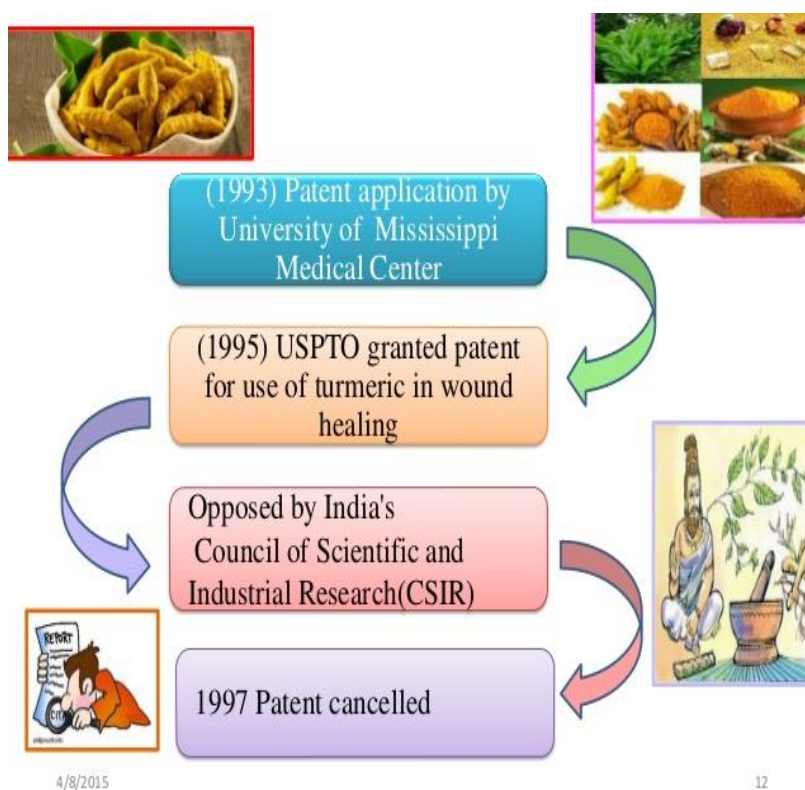 (1993) Patent application by
University of Mississippi
Medical Center
(1995) USPTO granted patent
for use of turmeric in wound
healing
Opposed by India's
Council of Scientific and
Industrial Research(CSIR)
REPORT
1997 Patent cancelled
4/8/2015
12